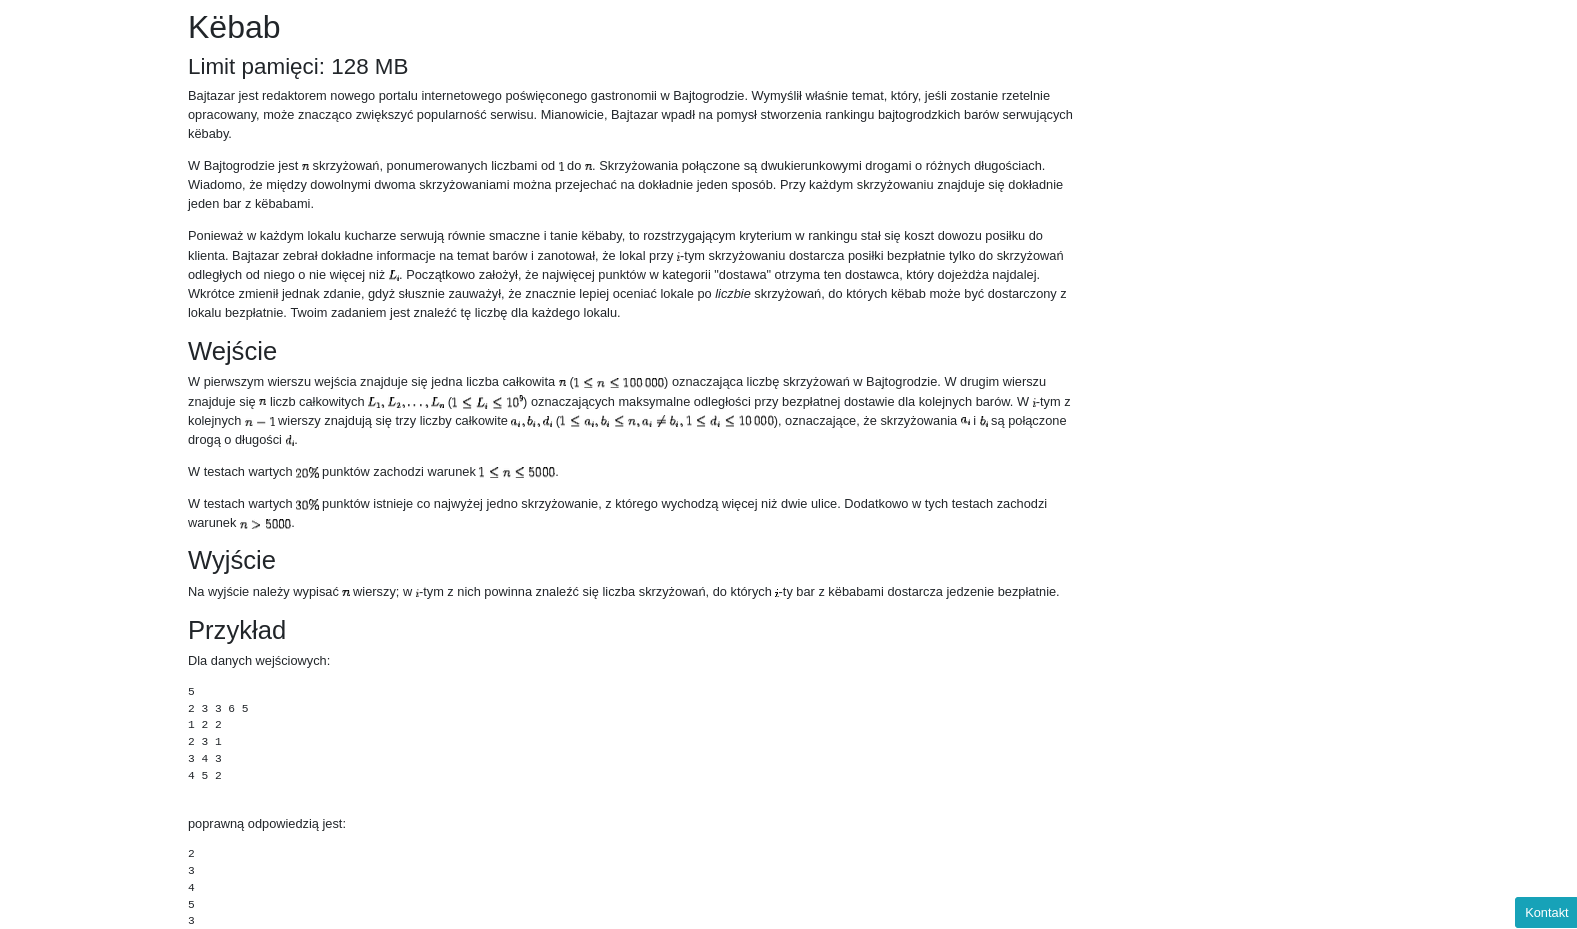 Këbab
Limit pamięci: 128 MB
Bajtazar jest redaktorem nowego portalu internetowego poświęconego gastronomii w Bajtogrodzie. Wymyślił właśnie temat, który, jeśli zostanie rzetelnie
opracowany, może znacząco zwiększyć popularność serwisu. Mianowicie, Bajtazar wpadł na pomysł stworzenia rankingu bajtogrodzkich barów serwujących
këbaby.
W Bajtogrodzie jest n skrzyżowań, ponumerowanych liczbami od 1 do n. Skrzyżowania połączone są dwukierunkowymi drogami o różnych długościach.
Wiadomo, że między dowolnymi dwoma skrzyżowaniami można przejechać na dokładnie jeden sposób. Przy każdym skrzyżowaniu znajduje się dokładnie
jeden bar z këbabami.
Ponieważ w każdym lokalu kucharze serwują równie smaczne i tanie këbaby, to rozstrzygającym kryterium w rankingu stał się koszt dowozu posiłku do
klienta. Bajtazar zebrał dokładne informacje na temat barów i zanotował, że lokal przy i-tym skrzyżowaniu dostarcza posiłki bezpłatnie tylko do skrzyżowań
odległych od niego o nie więcej niż L_i. Początkowo założył, że najwięcej punktów w kategorii "dostawa" otrzyma ten dostawca, który dojeżdża najdalej.
Wkrótce zmienił jednak zdanie, gdyż słusznie zauważył, że znacznie lepiej oceniać lokale po liczbie skrzyżowań, do których këbab może być dostarczony z
lokalu bezpłatnie. Twoim zadaniem jest znaleźć tę liczbę dla każdego lokalu.
Wejście
W pierwszym wierszu wejścia znajduje się jedna liczba całkowita n (1 ≤ n ≤ 100 000) oznaczająca liczbę skrzyżowań w Bajtogrodzie. W drugim wierszu
znajduje się n liczb całkowitych L_1, L_2, ..., L_n (1 ≤ L_i ≤ 10^9) oznaczających maksymalne odległości przy bezpłatnej dostawie dla kolejnych barów. W i-tym z
kolejnych n − 1 wierszy znajdują się trzy liczby całkowite a_i, b_i, d_i (1 ≤ a_i, b_i ≤ n, a_i ≠ b_i, 1 ≤ d_i ≤ 10 000), oznaczające, że skrzyżowania a_i i b_i są połączone
drogą o długości d_i.
W testach wartych 20% punktów zachodzi warunek 1 ≤ n ≤ 5000.
W testach wartych 30% punktów istnieje co najwyżej jedno skrzyżowanie, z którego wychodzą więcej niż dwie ulice. Dodatkowo w tych testach zachodzi
warunek n > 5000.
Wyjście
Na wyjście należy wypisać n wierszy; w i-tym z nich powinna znaleźć się liczba skrzyżowań, do których i-ty bar z këbabami dostarcza jedzenie bezpłatnie.
Przykład
Dla danych wejściowych:
5
2 3 3 6 5
1 2 2
2 3 1
3 4 3
4 5 2
poprawną odpowiedzią jest:
2
3
4
5
3
Kontakt